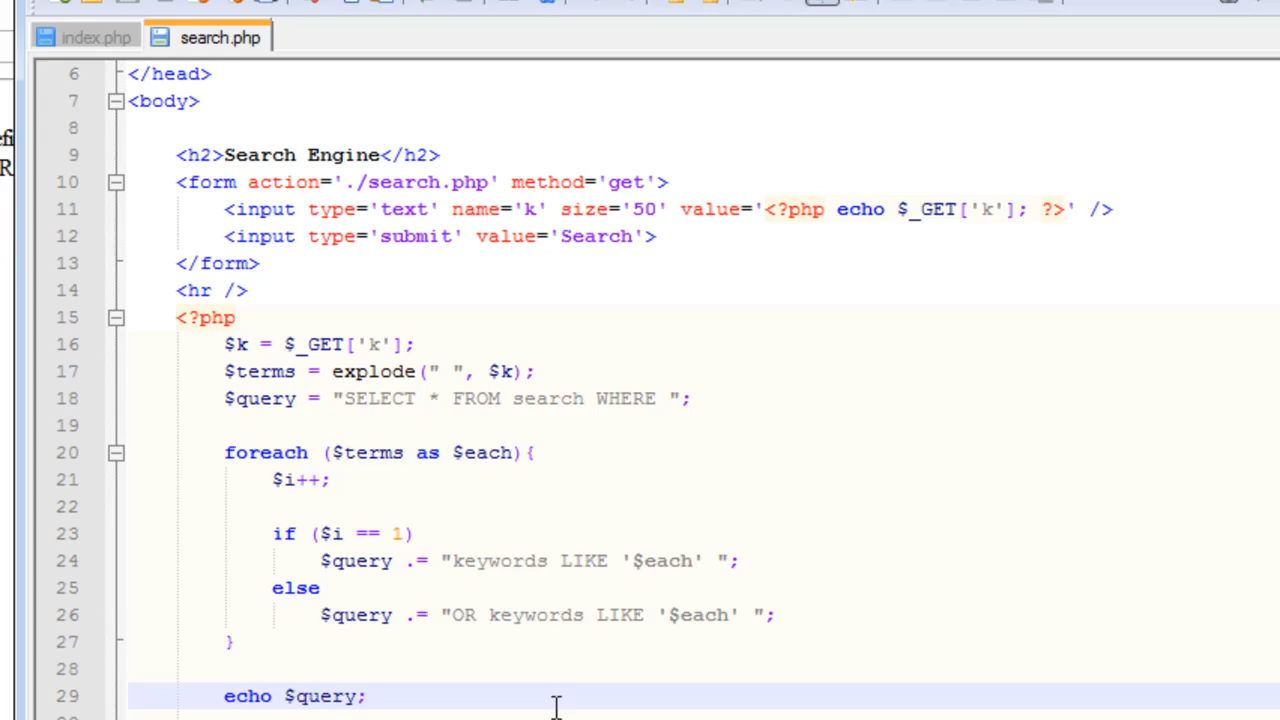 index.php search.php
6 </head>
7 <body>
8
9 <h2>Search Engine</h2>
10 <form action='./search.php' method='get'>
11 <input type='text' name='k' size='50' value='<?php echo $_GET['k']; ?>' />
12 <input type='submit' value='Search'>
13 </form>
14 <hr />
15 <?php
16 $k = $_GET['k'];
17 $terms = explode(" ", $k);
18 $query = "SELECT * FROM search WHERE ";
19
20 foreach ($terms as $each){
21 $i++;
22
23 if ($i == 1)
24 $query .= "keywords LIKE '$each' ";
25 else
26 $query .= "OR keywords LIKE '$each' ";
27 }
28
29 echo $query;